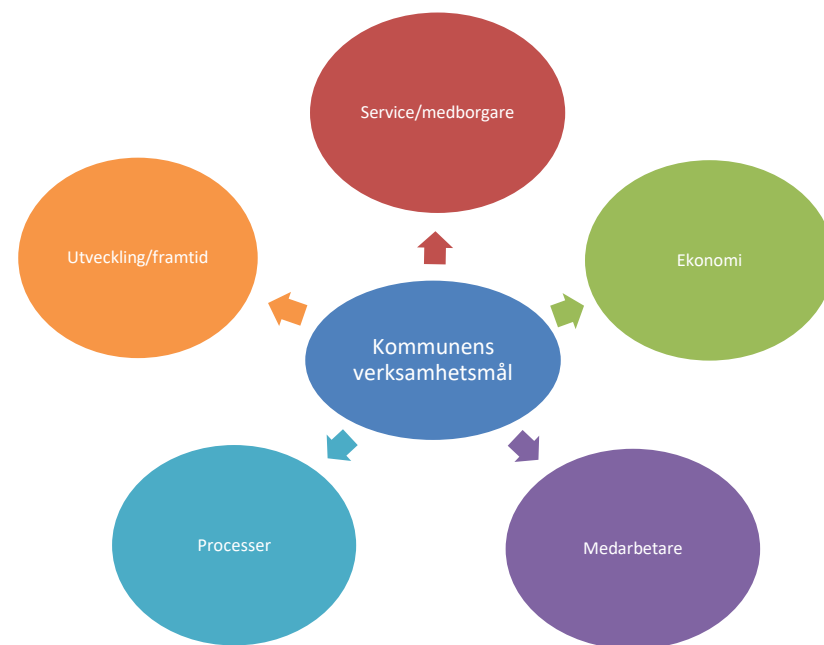 Service/medborgare
Utveckling/framtid
Ekonomi
Kommunens
verksamhetsmål
Processer
Medarbetare